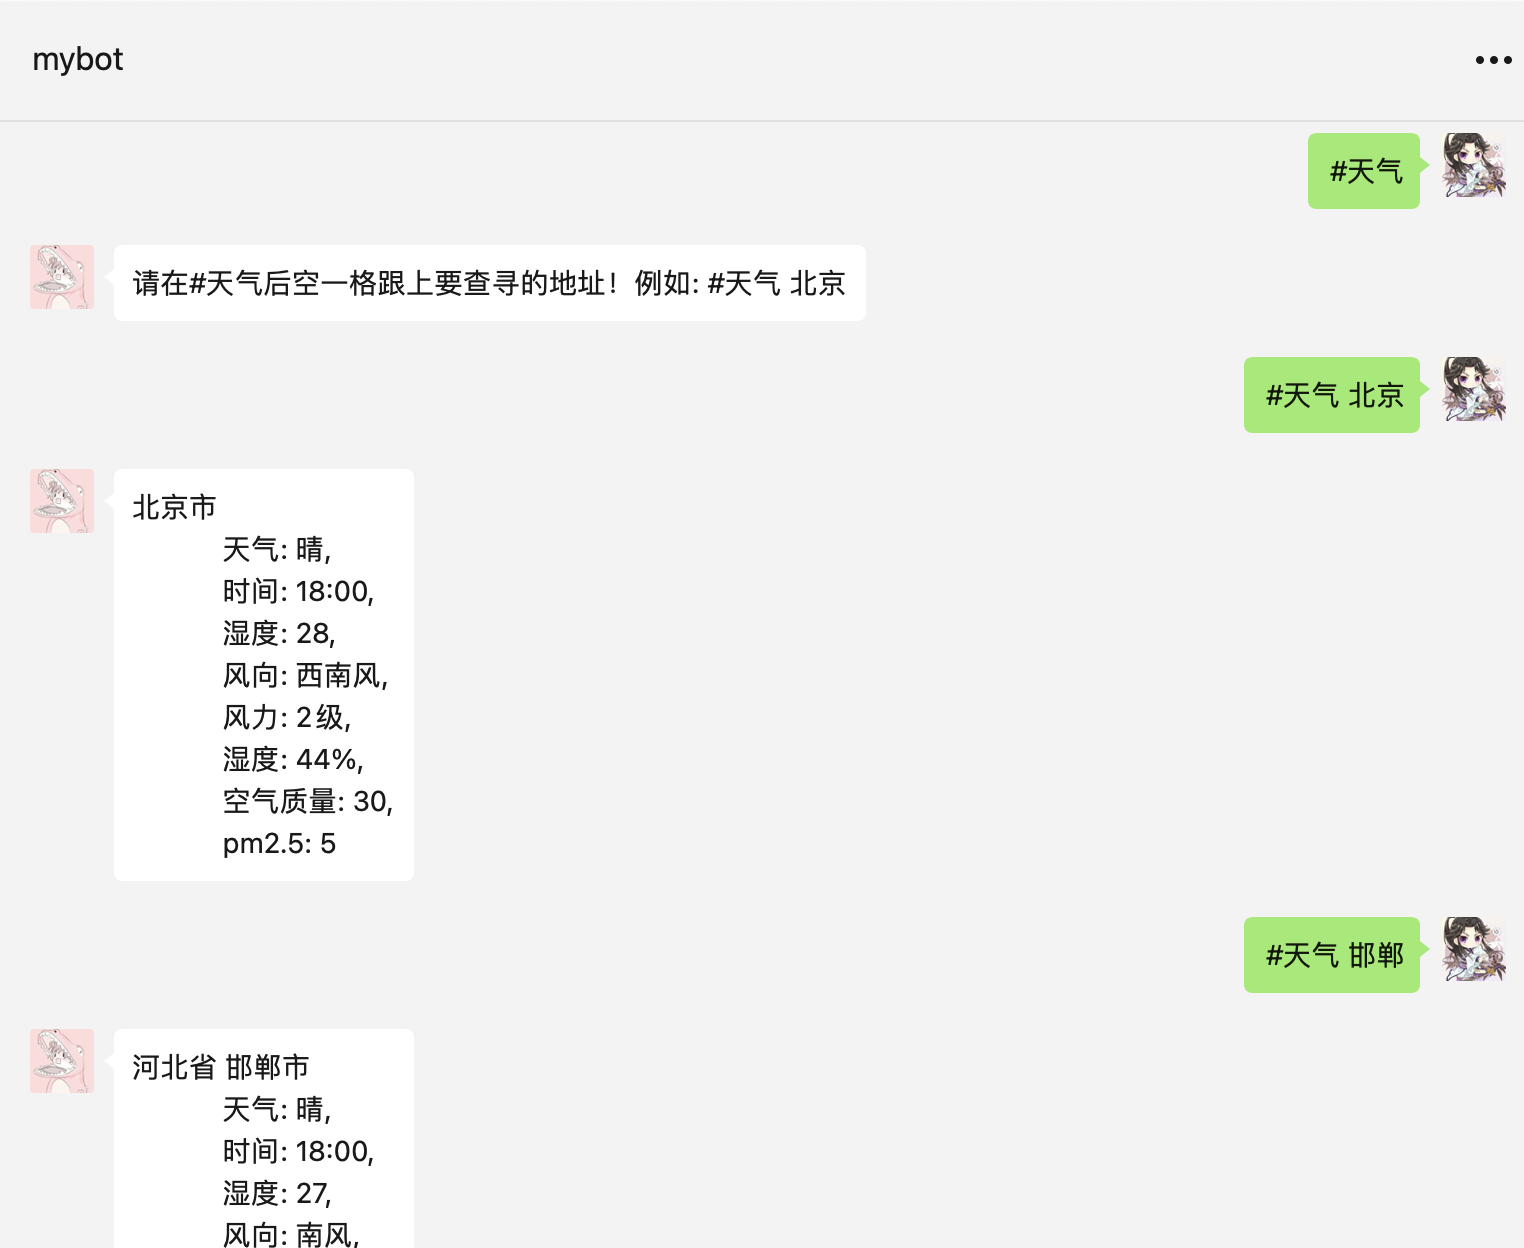 mybot
#天气
请在#天气后空一格跟上要查寻的地址！例如: #天气 北京
#天气 北京
北京市
天气: 晴,
时间: 18:00,
湿度: 28,
风向: 西南风,
风力: 2级,
湿度: 44%,
空气质量: 30,
pm2.5: 5
#天气 邯郸
河北省 邯郸市
天气: 晴,
时间: 18:00,
湿度: 27,
风向: 南风,